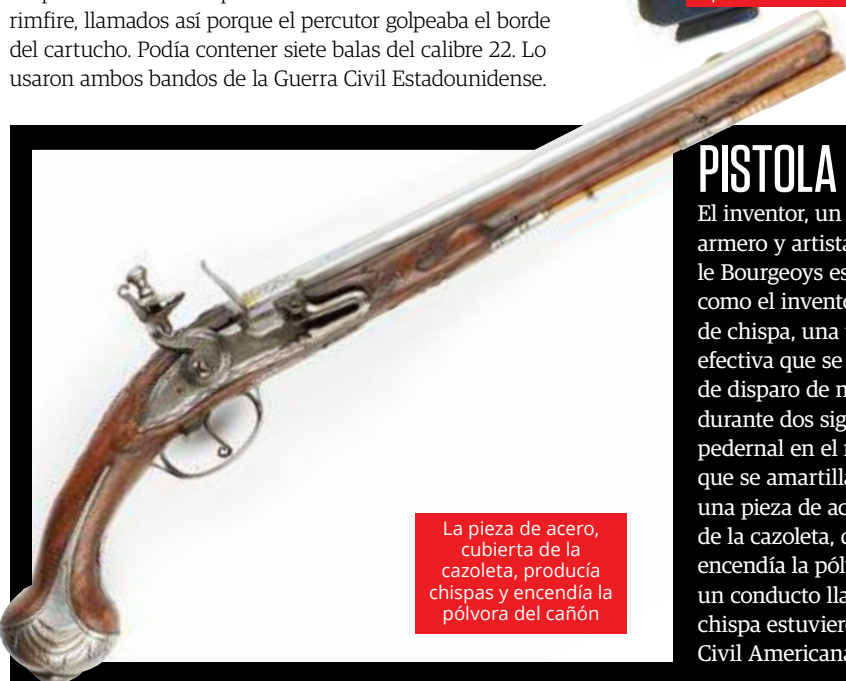 rimfire, llamados así porque el percutor golpeaba el borde
del cartucho. Podía contener siete balas del calibre 22. Lo
usaron ambos bandos de la Guerra Civil Estadounidense.
PISTOLA
El inventor, un
armero y artista
le Bourgeoys es
como el invento
de chispa, una
efectiva que se
de disparo de
durante dos sig
pedernal en el
que se amartilla
una pieza de ac
de la cazoleta,
encendía la pólv
un conducto lla
chispa estuvier
Civil Americana
La pieza de acero,
cubierta de la
cazoleta, producía
chispas y encendía la
pólvora del cañón